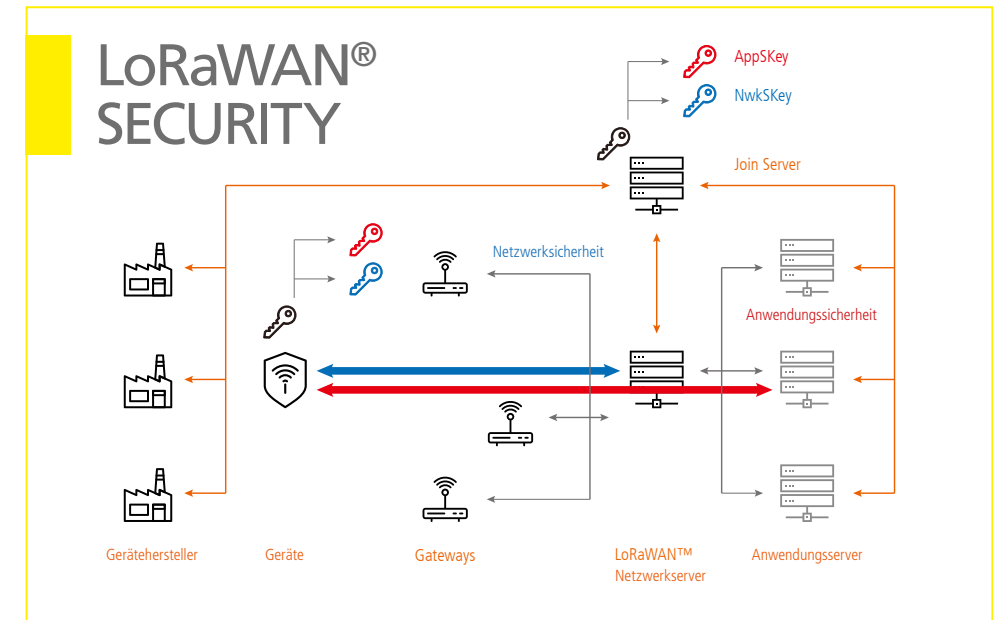 LoRaWAN®
SECURITY
AppSKey
NwkSKey
Join Server
Netzwerksicherheit
Anwendungssicherheit
Gerätehersteller
Geräte
Gateways
LoRaWAN™
Netzwerkserver
Anwendungsserver